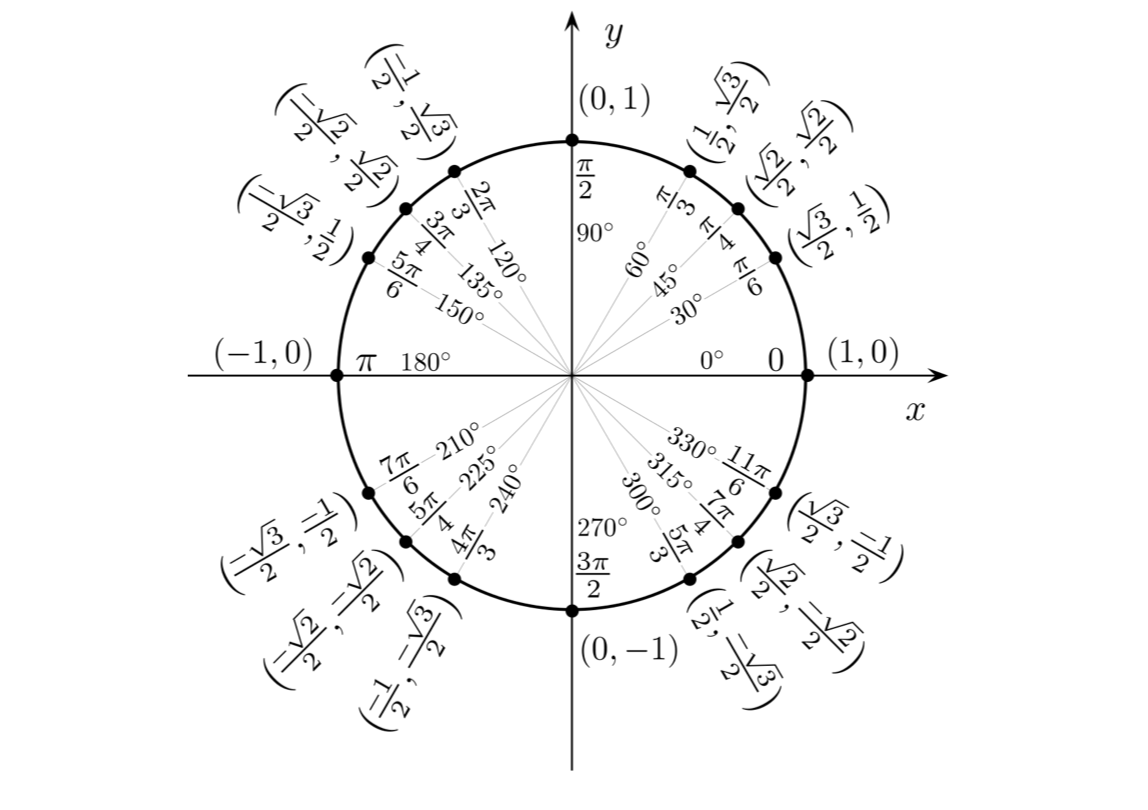 y
(0, 1)
(1/2, √3/2)
(√2/2, √2/2)
(√3/2, 1/2)
(−1/2, √3/2)
(−√2/2, √2/2)
(−√3/2, 1/2)
π/2
90°
π/3
60°
π/4
45°
π/6
30°
2π/3
120°
3π/4
135°
5π/6
150°
(−1, 0)
π 180°
0° 0
(1, 0)
x
7π/6
210°
5π/4
225°
4π/3
240°
270°
3π/2
300°
5π/3
315°
7π/4
330°
11π/6
(−√3/2, −1/2)
(−√2/2, −√2/2)
(−1/2, −√3/2)
(0, −1)
(1/2, −√3/2)
(√2/2, −√2/2)
(√3/2, −1/2)